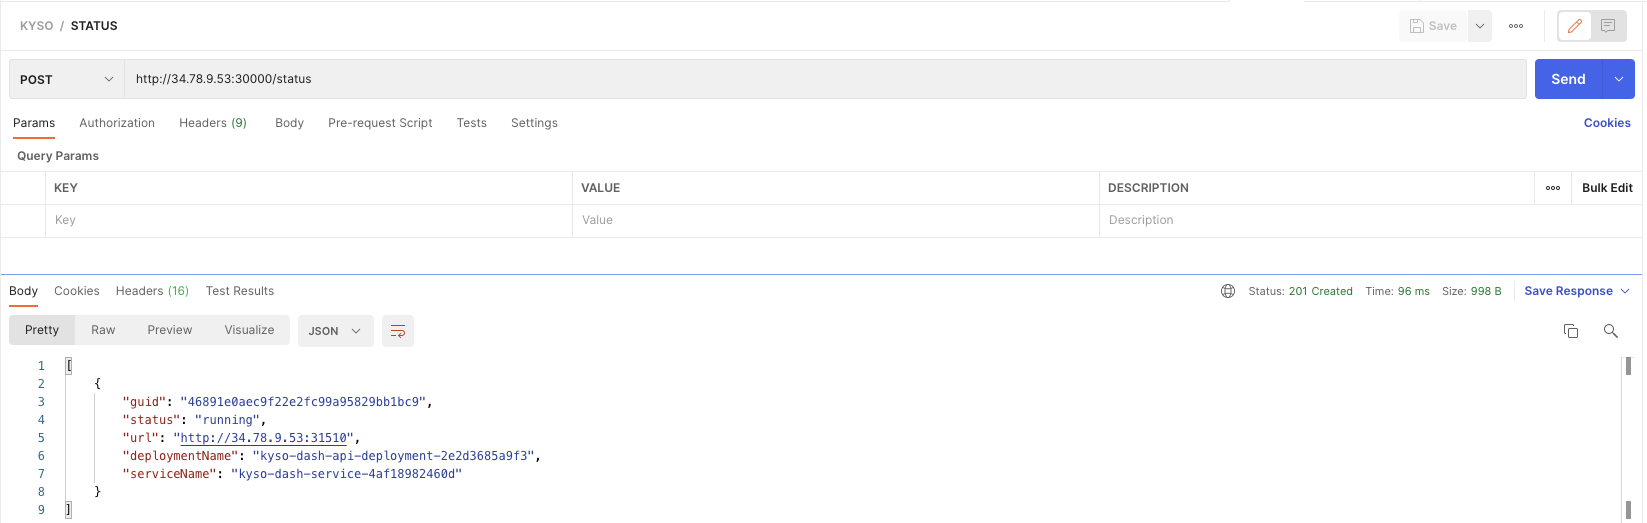 KYSO / STATUS
Save
POST http://34.78.9.53:30000/status Send
Params Authorization Headers (9) Body Pre-request Script Tests Settings Cookies
Query Params
KEY VALUE DESCRIPTION Bulk Edit
Key Value Description
Body Cookies Headers (16) Test Results Status: 201 Created Time: 96 ms Size: 998 B Save Response
Pretty Raw Preview Visualize JSON
1 [
2 {
3 "guid": "46891e0aec9f22e2fc99a95829bb1bc9",
4 "status": "running",
5 "url": "http://34.78.9.53:31510",
6 "deploymentName": "kyso-dash-api-deployment-2e2d3685a9f3",
7 "serviceName": "kyso-dash-service-4af18982460d"
8 }
9 ]